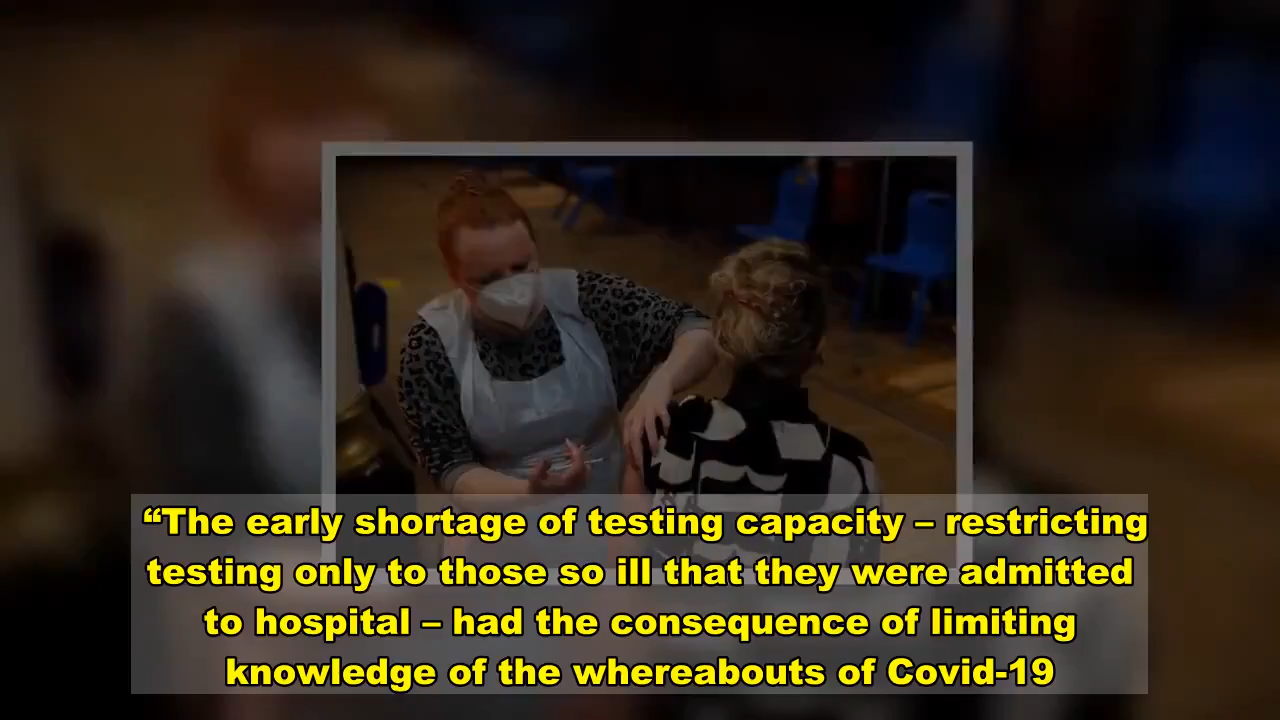 “The early shortage of testing capacity – restricting
testing only to those so ill that they were admitted
to hospital – had the consequence of limiting
knowledge of the whereabouts of Covid-19